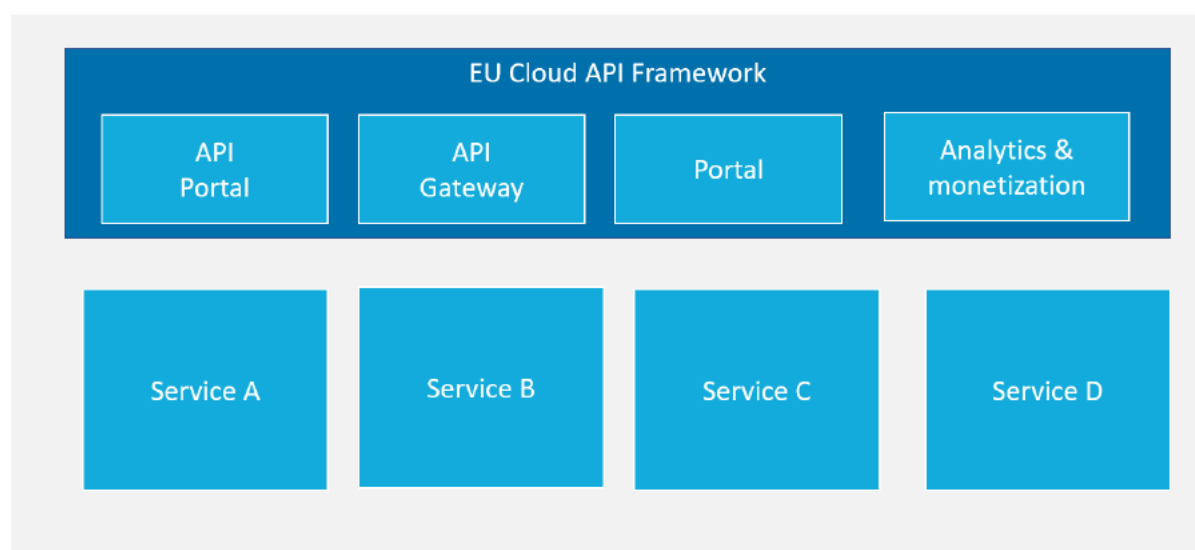 EU Cloud API Framework
API
Portal
API
Gateway
Portal
Analytics &
monetization
Service A
Service B
Service C
Service D